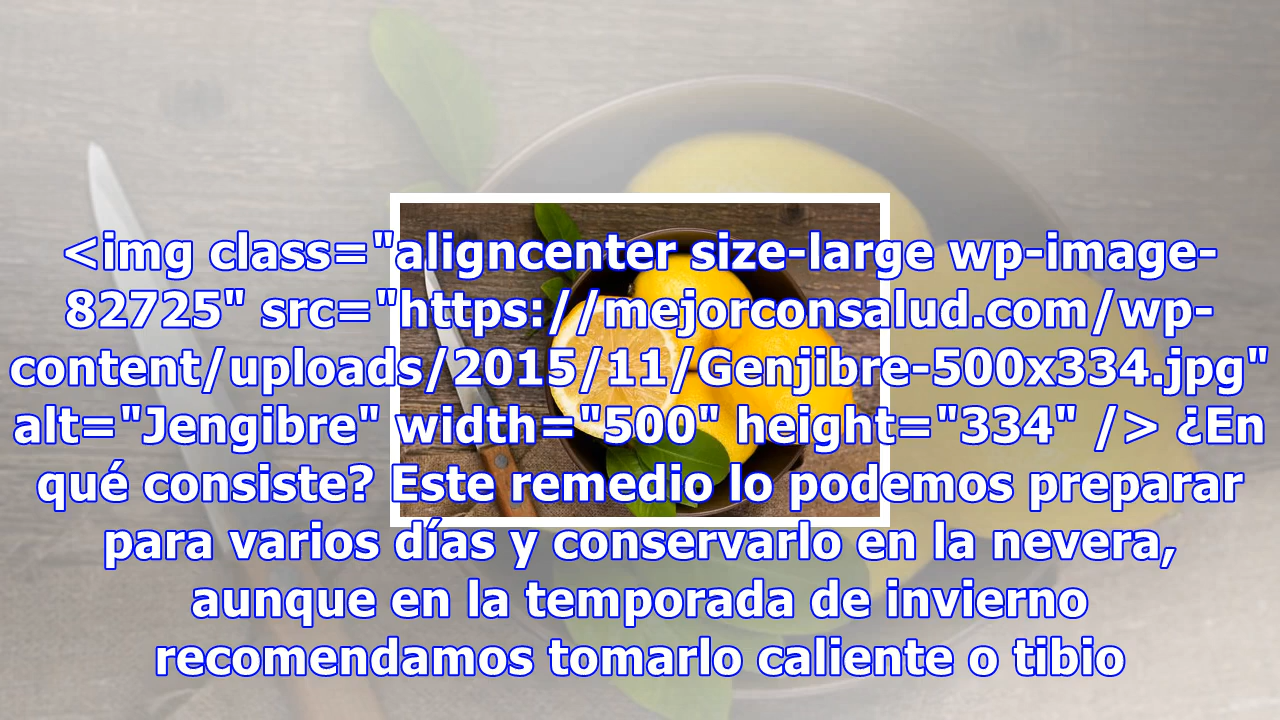 <img class="aligncenter size-large wp-image-
82725" src="https://mejorconsalud.com/wp-
content/uploads/2015/11/Genjibre-500x334.jpg"
alt="Jengibre" width="500" height="334" /> ¿En
qué consiste? Este remedio lo podemos preparar
para varios días y conservarlo en la nevera,
aunque en la temporada de invierno
recomendamos tomarlo caliente o tibio